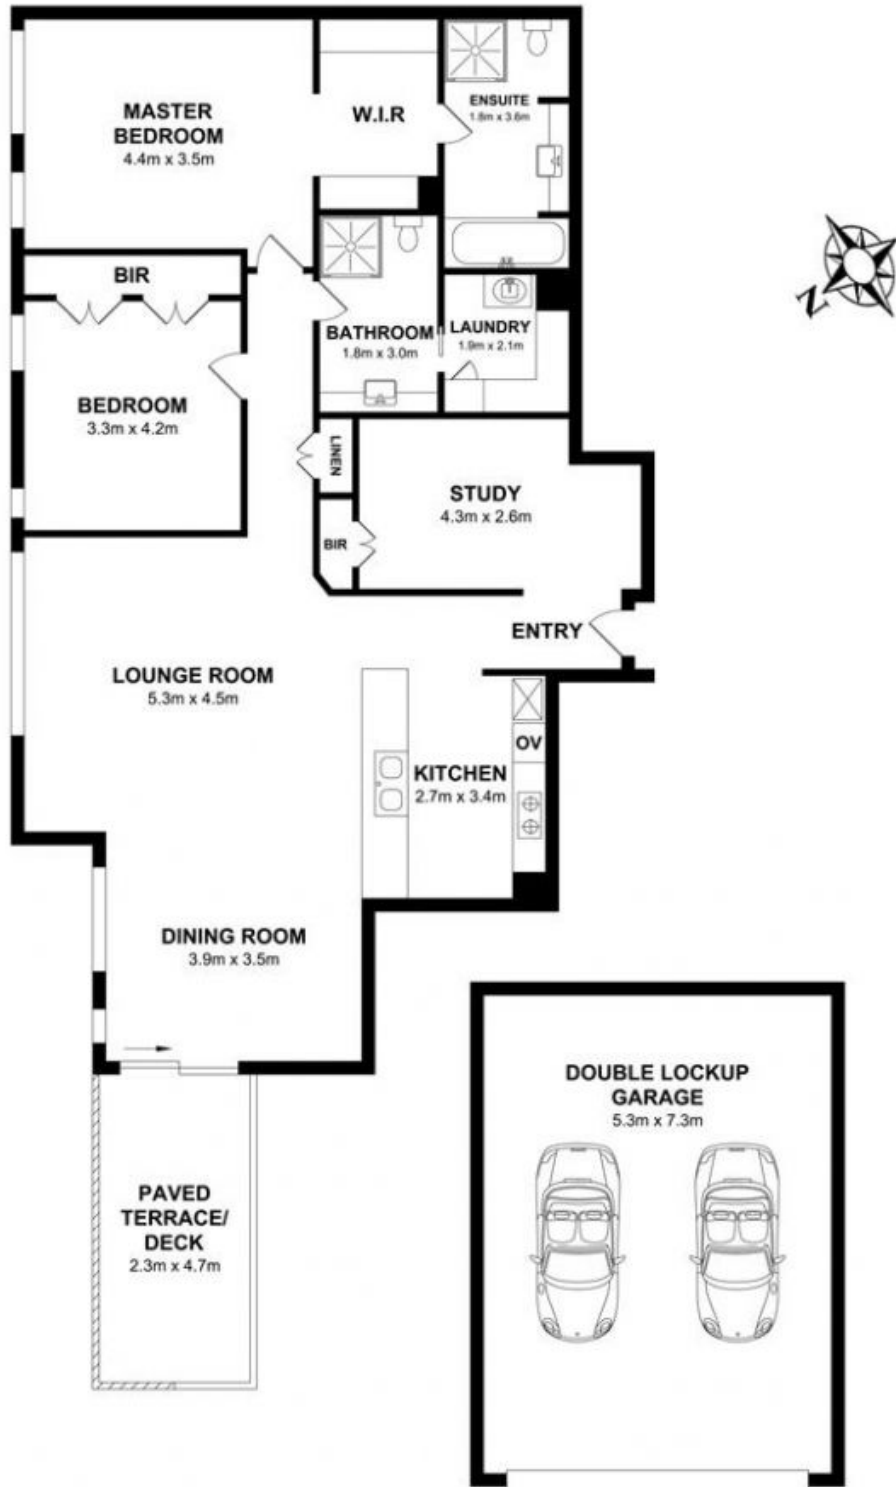 MASTER
BEDROOM
4.4m x 3.5m
W.I.R
ENSUITE
1.8m x 3.6m
BIR
BATHROOM
1.8m x 3.0m
LAUNDRY
1.9m x 2.1m
N
BEDROOM
3.3m x 4.2m
LINEN
STUDY
4.3m x 2.6m
BIR
ENTRY
LOUNGE ROOM
5.3m x 4.5m
OV
KITCHEN
2.7m x 3.4m
DINING ROOM
3.9m x 3.5m
DOUBLE LOCKUP
GARAGE
5.3m x 7.3m
PAVED
TERRACE/
DECK
2.3m x 4.7m